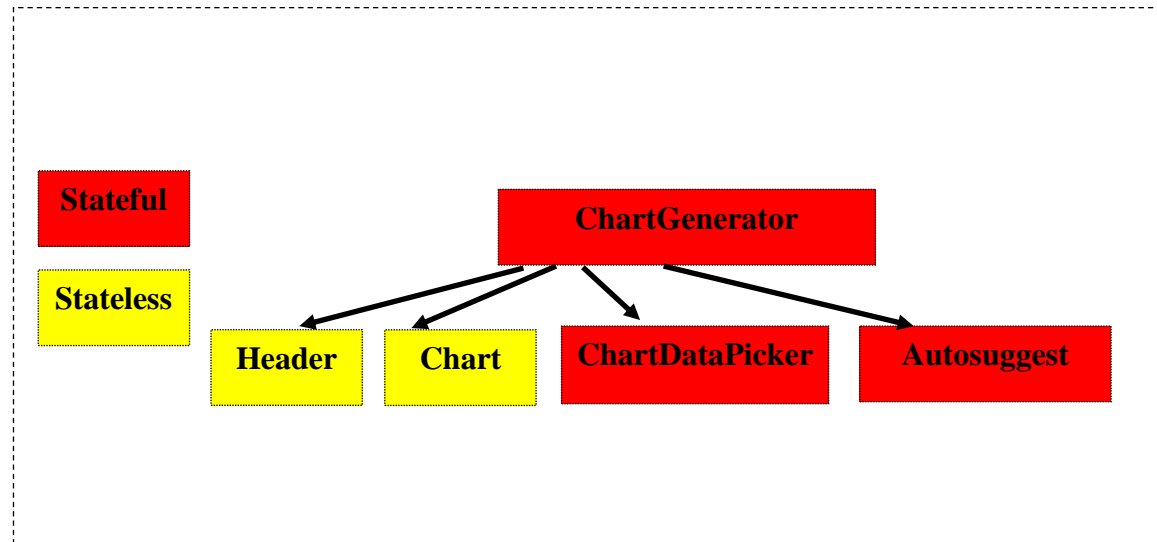 Stateful
ChartGenerator
Stateless
Header
Chart
ChartDataPicker
Autosuggest